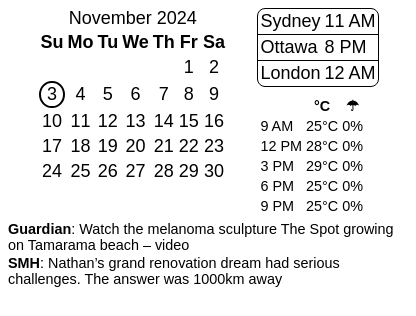 November 2024
Su Mo Tu We Th Fr Sa
1 2
3 4 5 6 7 8 9
10 11 12 13 14 15 16
17 18 19 20 21 22 23
24 25 26 27 28 29 30
Sydney 11 AM
Ottawa 8 PM
London 12 AM
°C ☂
9 AM 25°C 0%
12 PM 28°C 0%
3 PM 29°C 0%
6 PM 25°C 0%
9 PM 25°C 0%
Guardian: Watch the melanoma sculpture The Spot growing
on Tamarama beach – video
SMH: Nathan’s grand renovation dream had serious
challenges. The answer was 1000km away